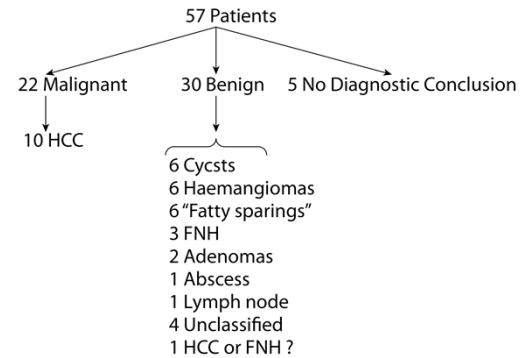 57 Patients
22 Malignant
30 Benign
5 No Diagnostic Conclusion
10 HCC
6 Cycsts
6 Haemangiomas
6 "Fatty sparings"
3 FNH
2 Adenomas
1 Abscess
1 Lymph node
4 Unclassified
1 HCC or FNH ?